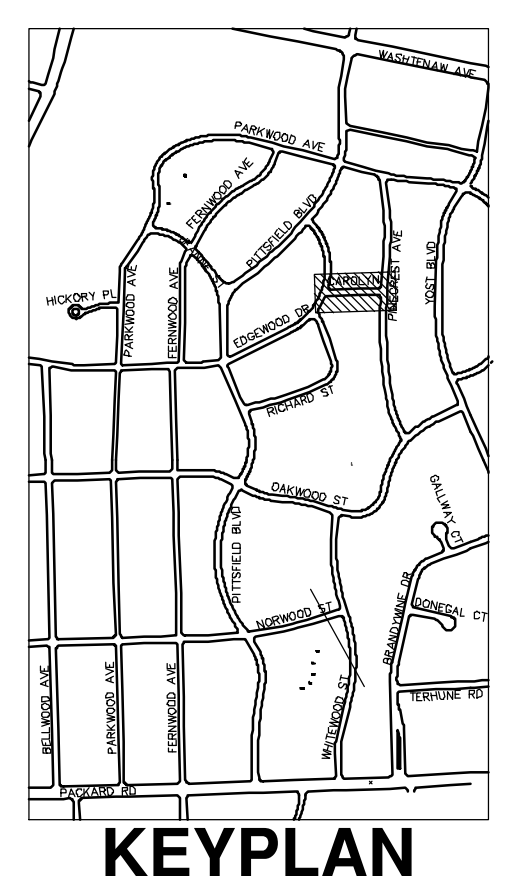 WASHTENAW AVE
PARKWOOD AVE
FERNWOOD AVE
PITTSFIELD BLVD
PINECREST AVE
YOST BLVD
CAROLYN
HICKORY PL
PARKWOOD AVE
FERNWOOD AVE
EDGEWOOD DR
RICHARD ST
OAKWOOD ST
GALLWAY CT
PITTSFIELD BLVD
NORWOOD ST
BRANDYWINE DR
DONEGAL CT
TERHUNE RD
BELLWOOD AVE
PARKWOOD AVE
FERNWOOD AVE
WHITEWOOD ST
PACKARD RD
KEYPLAN